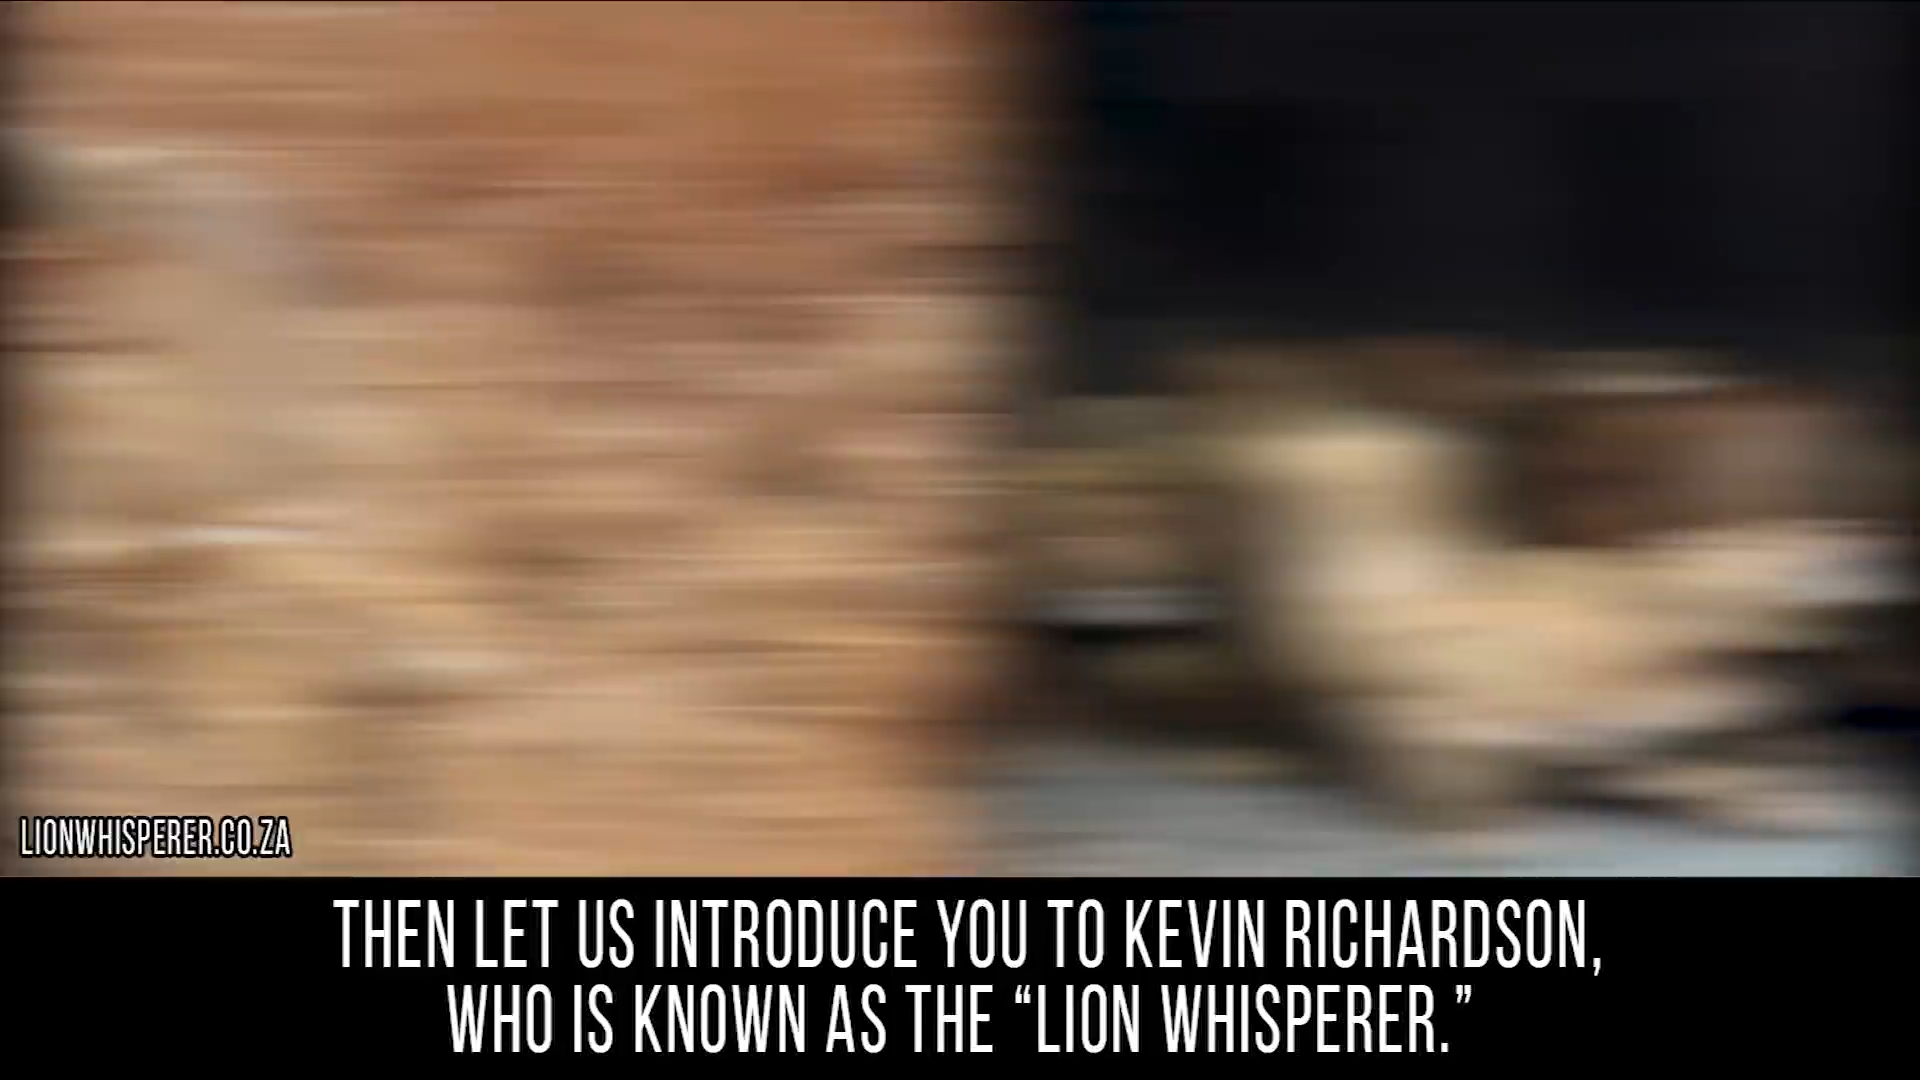 LIONWHISPERER.CO.ZA
THEN LET US INTRODUCE YOU TO KEVIN RICHARDSON,
WHO IS KNOWN AS THE “LION WHISPERER.”